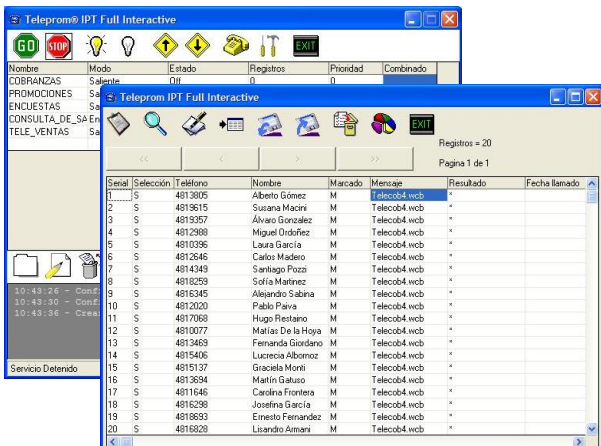 Teleprom® IPT Full Interactive
GO! STOP EXIT
Nombre Modo Estado Registros Prioridad Combinado
COBRANZAS Saliente Off 0 0
PROMOCIONES Sa
ENCUESTAS Sa
CONSULTA_DE_SA En
TELE_VENTAS Sa
10:43:26 - Conf
10:43:30 - Conf
10:43:36 - Crea
Servicio Detenido
Teleprom IPT Full Interactive
EXIT
Registros = 20
<< < > >> Pagina 1 de 1
Serial Selección Teléfono Nombre Marcado Mensaje Resultado Fecha llamado
1 S 4813805 Alberto Gómez M Telecob4.wcb *
2 S 4819615 Susana Macini M Telecob4.wcb *
3 S 4819357 Álvaro Gonzalez M Telecob4.wcb *
4 S 4812988 Miguel Ordoñez M Telecob4.wcb *
5 S 4810396 Laura García M Telecob4.wcb *
6 S 4812646 Carlos Madero M Telecob4.wcb *
7 S 4814349 Santiago Pozzi M Telecob4.wcb *
8 S 4818259 Sofía Martinez M Telecob4.wcb *
9 S 4816345 Alejandro Sabina M Telecob4.wcb *
10 S 4812020 Pablo Paiva M Telecob4.wcb *
11 S 4817068 Hugo Restaino M Telecob4.wcb *
12 S 4810077 Matías De la Hoya M Telecob4.wcb *
13 S 4813469 Fernanda Giordano M Telecob4.wcb *
14 S 4815406 Lucrecia Albornoz M Telecob4.wcb *
15 S 4815137 Graciela Monti M Telecob4.wcb *
16 S 4813694 Martín Gatuso M Telecob4.wcb *
17 S 4811646 Carolina Frontera M Telecob4.wcb *
18 S 4816298 Josefina García M Telecob4.wcb *
19 S 4818693 Ernesto Fernandez M Telecob4.wcb *
20 S 4816828 Lisandro Armani M Telecob4.wcb *